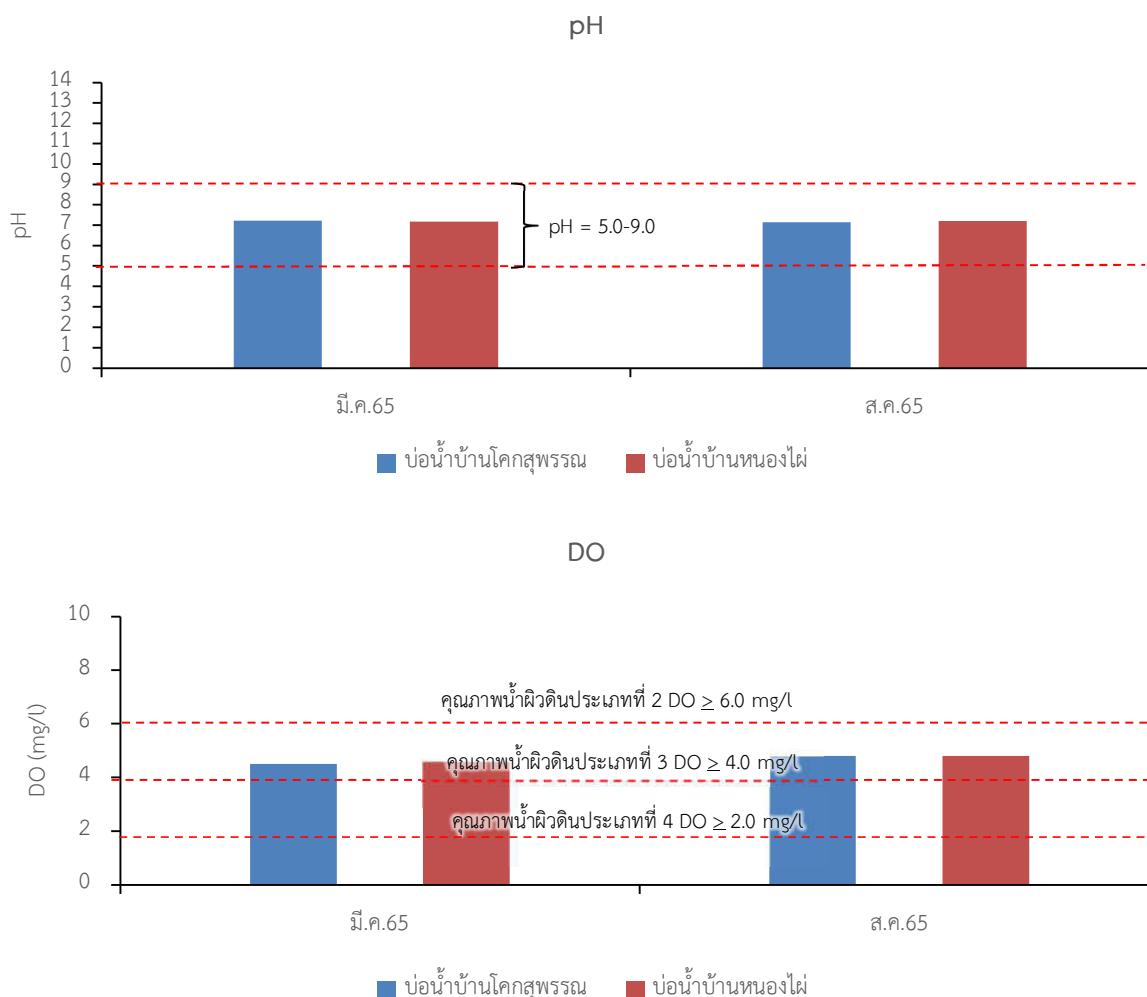 pH
14
13
12
11
10
9
8
7
6
5
4
3
2
1
0
pH
pH = 5.0-9.0
มี.ค.65 ส.ค.65
บ่อน้ำบ้านโคกสุพรรณ บ่อน้ำบ้านหนองไผ่
DO
10
8
6
4
2
0
DO (mg/l)
คุณภาพน้ำผิวดินประเภทที่ 2 DO ≥ 6.0 mg/l
คุณภาพน้ำผิวดินประเภทที่ 3 DO ≥ 4.0 mg/l
คุณภาพน้ำผิวดินประเภทที่ 4 DO ≥ 2.0 mg/l
มี.ค.65 ส.ค.65
บ่อน้ำบ้านโคกสุพรรณ บ่อน้ำบ้านหนองไผ่